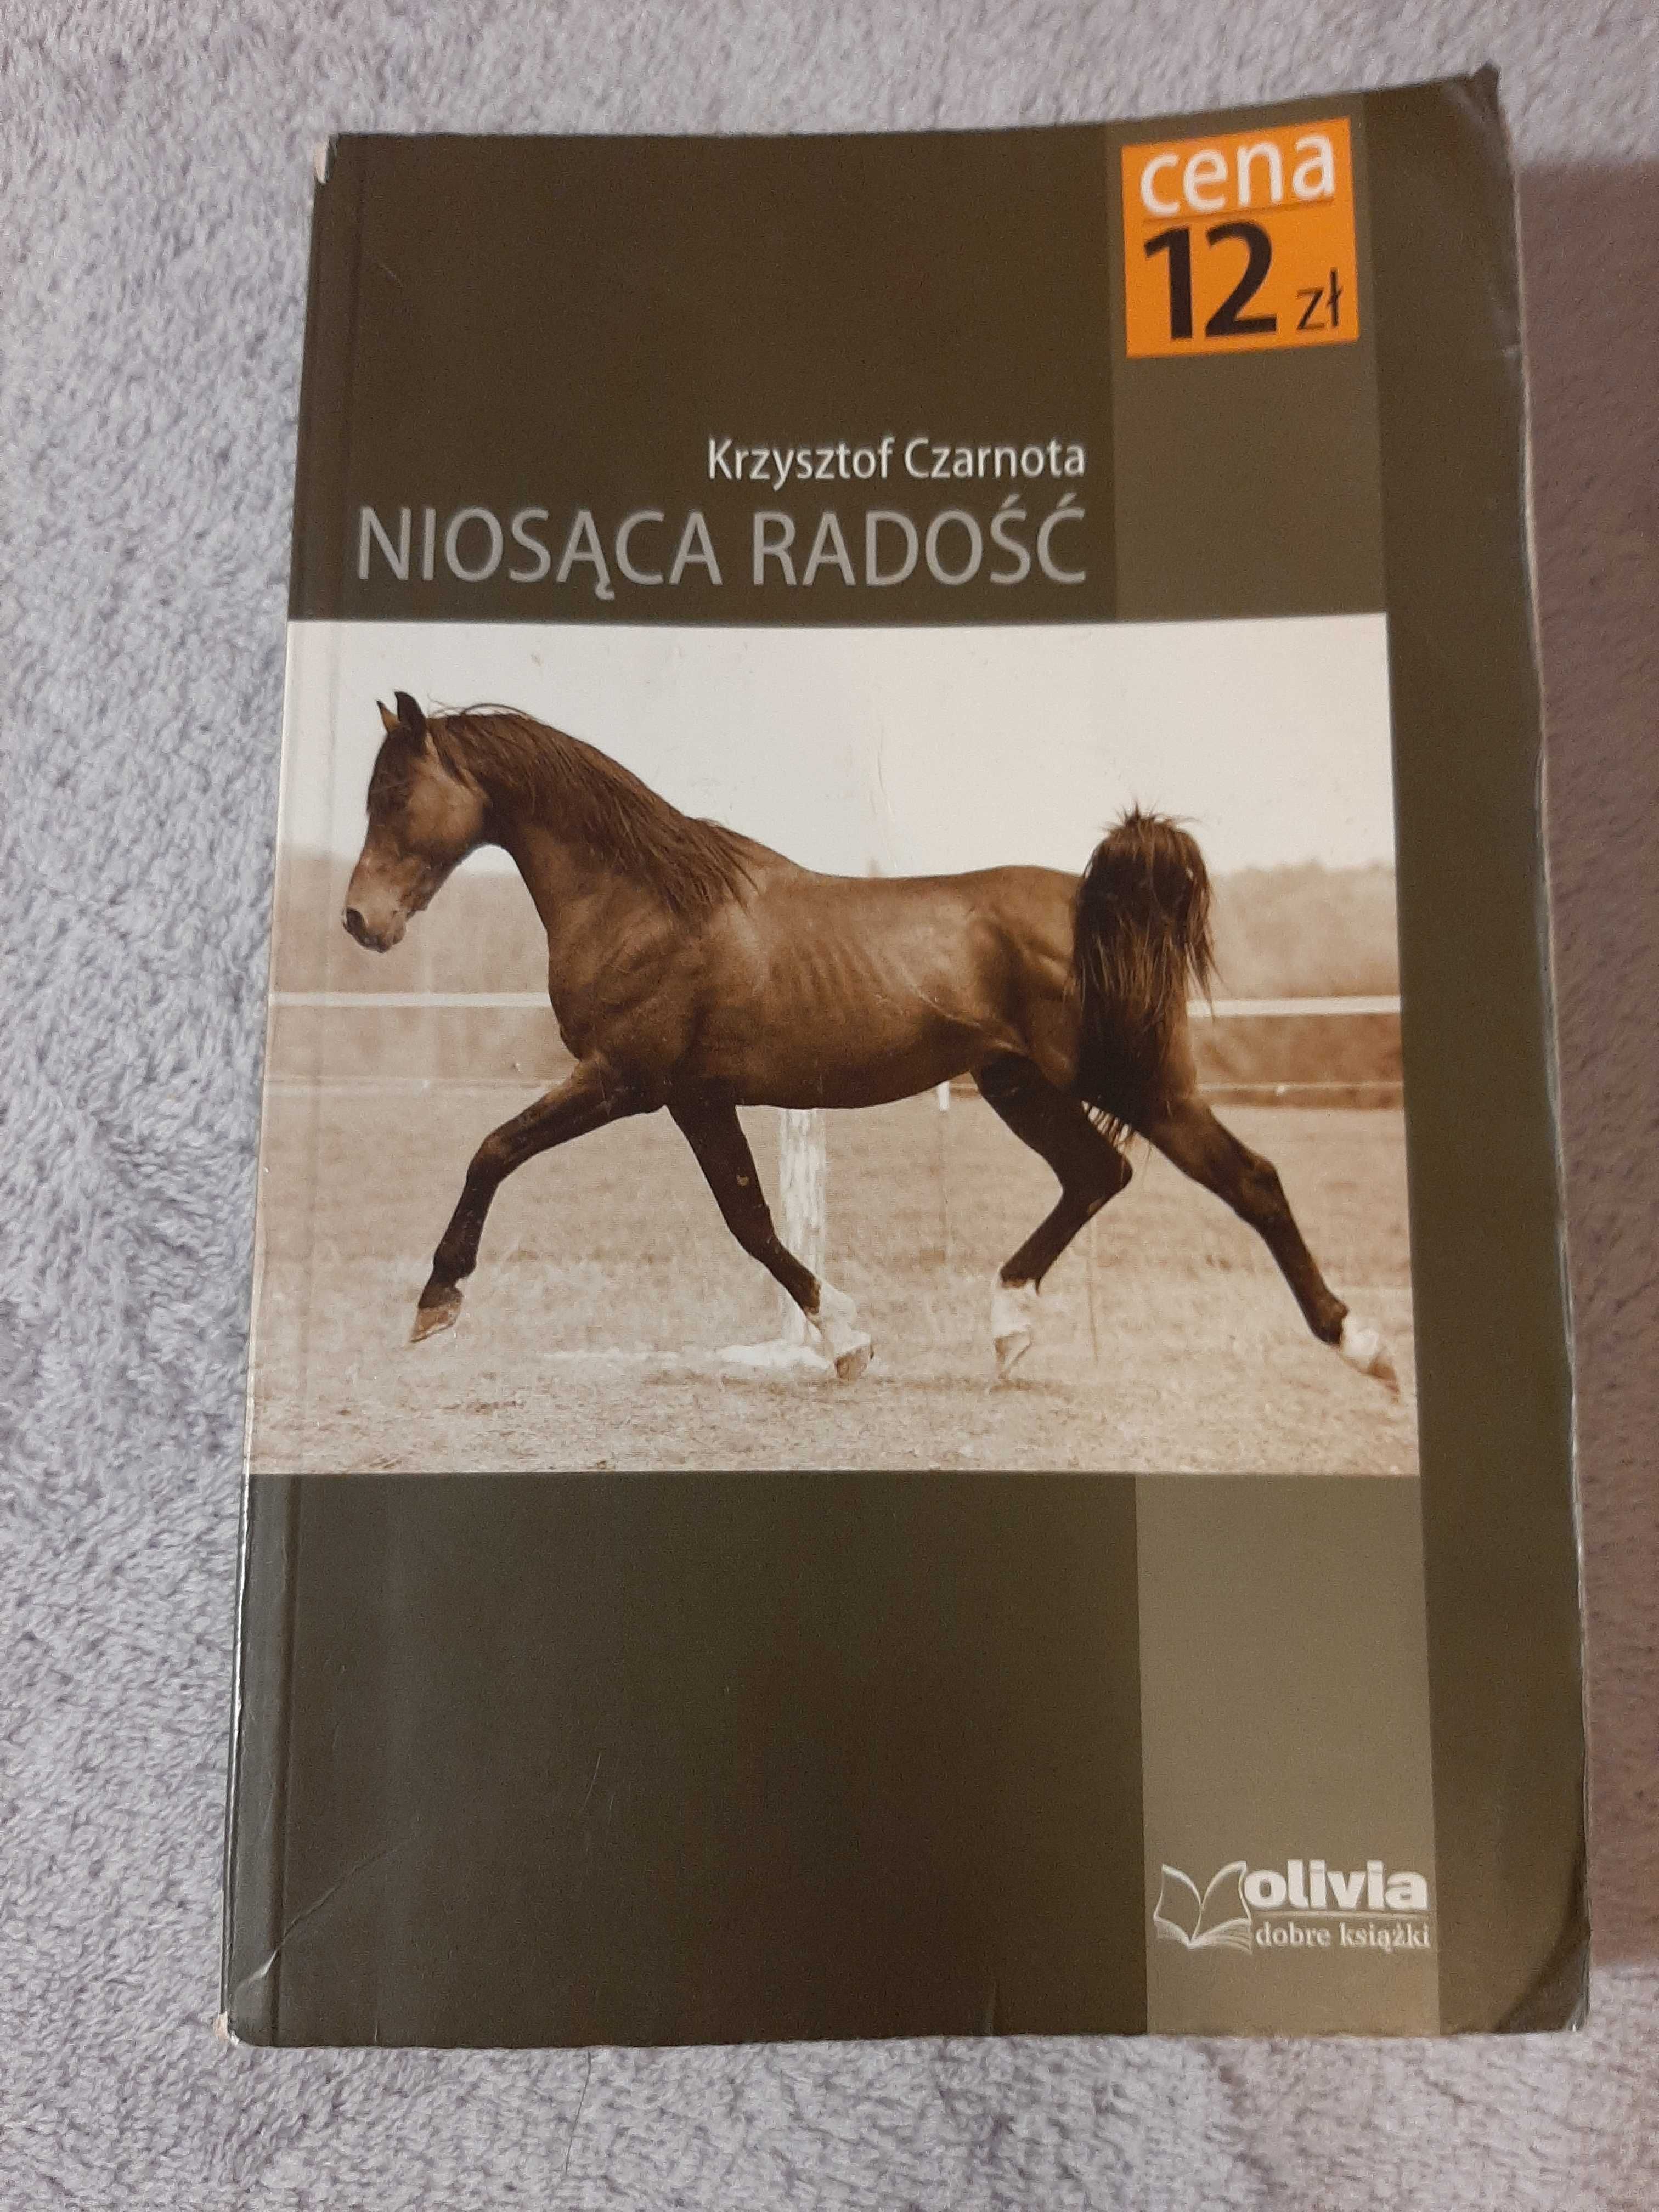 cena
12 zł
Krzysztof Czarnota
NIOSĄCA RADOŚĆ
olivia
dobre książki